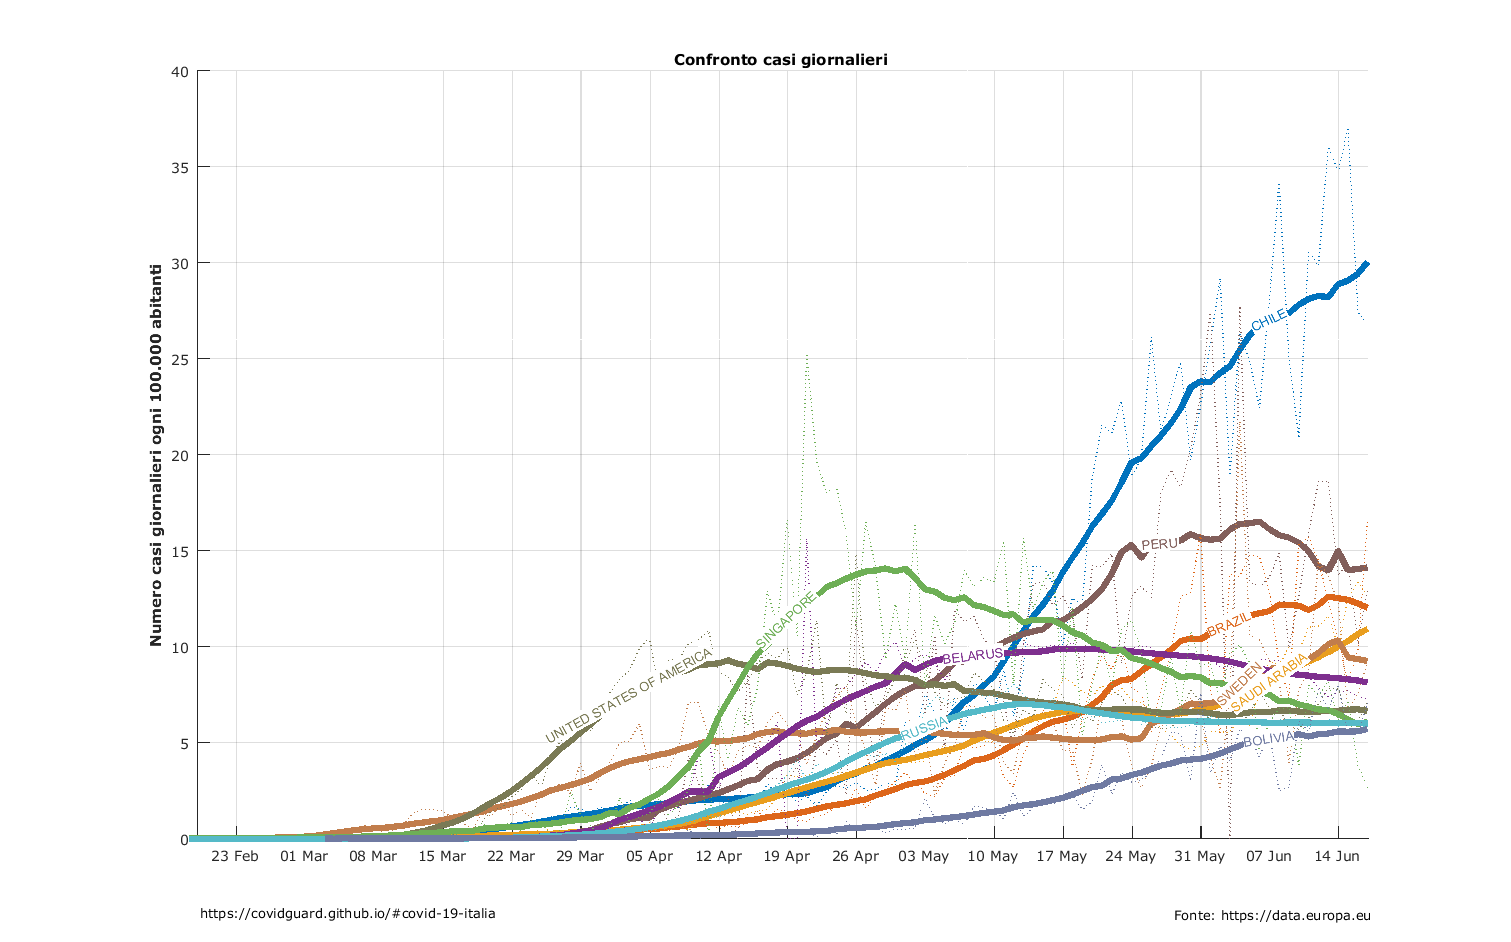 Confronto casi giornalieri
Numero casi giornalieri ogni 100.000 abitanti
40
35
30
25
20
15
10
5
0
CHILE
PERU
SINGAPORE
BRAZIL
BELARUS
UNITED STATES OF AMERICA
SWEDEN
SAUDI ARABIA
RUSSIA
BOLIVIA
23 Feb 01 Mar 08 Mar 15 Mar 22 Mar 29 Mar 05 Apr 12 Apr 19 Apr 26 Apr 03 May 10 May 17 May 24 May 31 May 07 Jun 14 Jun
https://covidguard.github.io/#covid-19-italia
Fonte: https://data.europa.eu